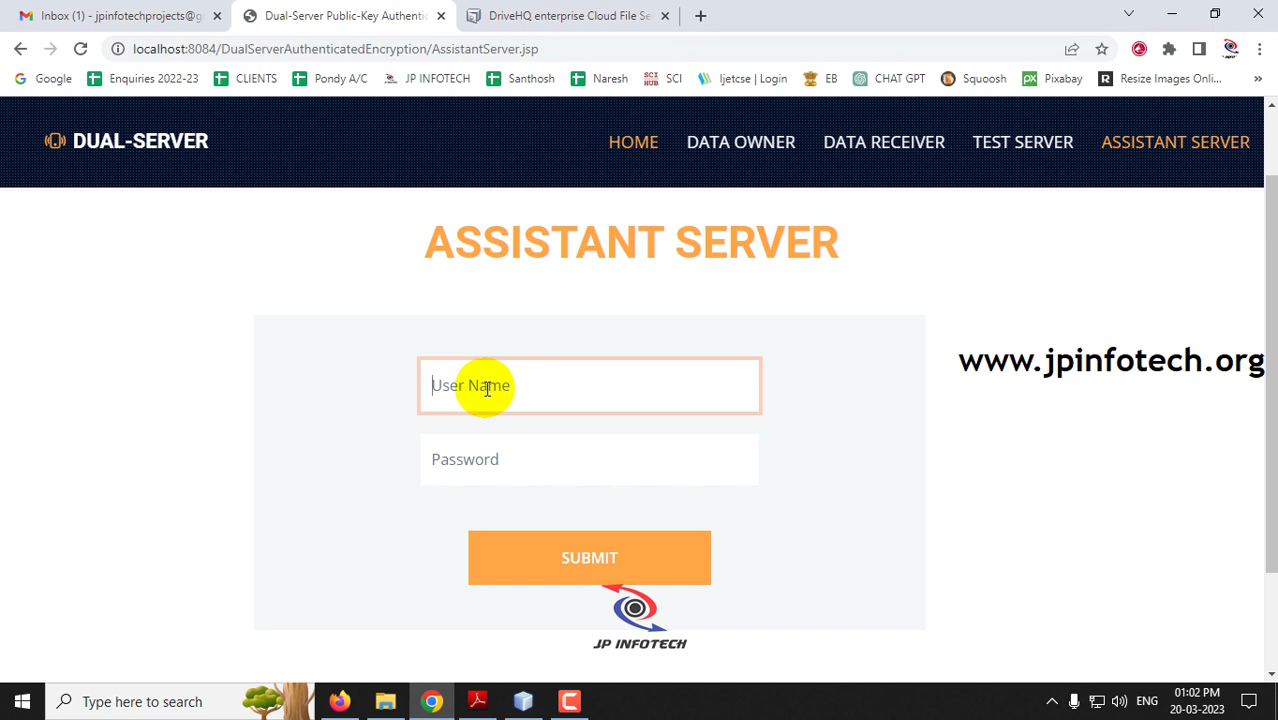 Inbox (1) - jpinfotechprojects@g
Dual-Server Public-Key Authentic
DriveHQ enterprise Cloud File Se
localhost:8084/DualServerAuthenticatedEncryption/AssistantServer.jsp
Google
Enquiries 2022-23
CLIENTS
Pondy A/C
JP INFOTECH
Santhosh
Naresh
SCI HUB
SCI
Ijetcse | Login
EB
CHAT GPT
Squoosh
px
Pixabay
R
Resize Images Onli...
DUAL-SERVER
HOME
DATA OWNER
DATA RECEIVER
TEST SERVER
ASSISTANT SERVER
ASSISTANT SERVER
www.jpinfotech.org
User Name
Password
SUBMIT
JP INFOTECH
Type here to search
ENG
01:02 PM
20-03-2023